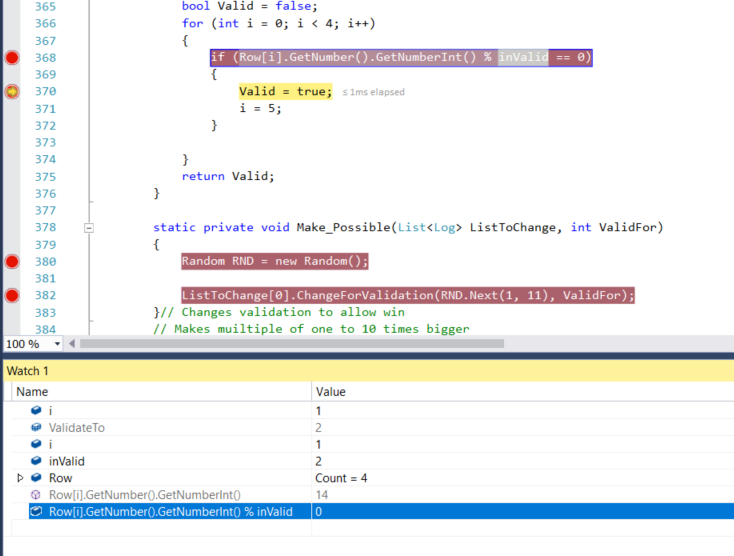 365 bool Valid = false;
366 for (int i = 0; i < 4; i++)
367 {
368 if (Row[i].GetNumber().GetNumberInt() % inValid == 0)
369 {
370 Valid = true; ≤ 1ms elapsed
371 i = 5;
372 }
373
374 }
375 return Valid;
376 }
377
378 static private void Make_Possible(List<Log> ListToChange, int ValidFor)
379 {
380 Random RND = new Random();
381
382 ListToChange[0].ChangeForValidation(RND.Next(1, 11), ValidFor);
383 }// Changes validation to allow win
384 // Makes muiltiple of one to 10 times bigger
100 %
Watch 1
Name Value
i 1
ValidateTo 2
i 1
inValid 2
Row Count = 4
Row[i].GetNumber().GetNumberInt() 14
Row[i].GetNumber().GetNumberInt() % inValid 0